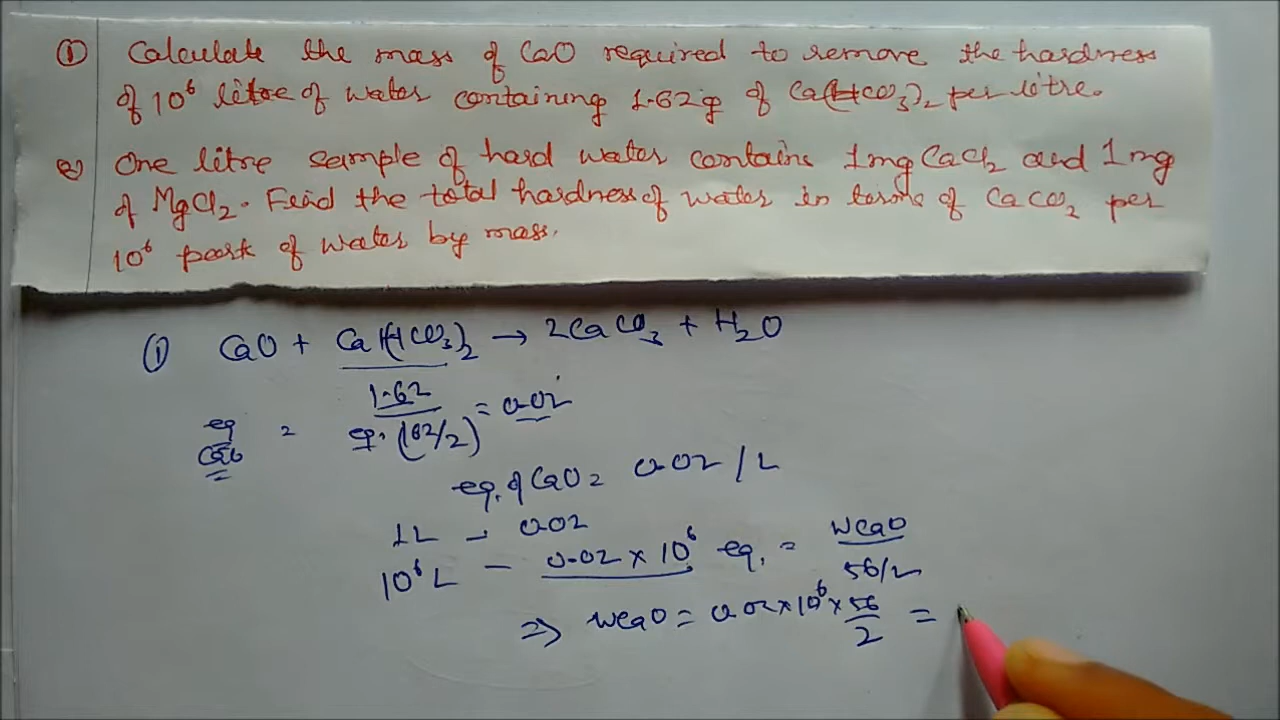 ① Calculate the mass of CaO required to remove the hardness
of 10⁶ litre of water containing 1.62g of Ca(HCO₃)₂ per litre.
2) One litre sample of hard water contains 1mg CaCl₂ and 1mg
of MgCl₂. Find the total hardness of water in terms of CaCO₂ per
10⁶ part of water by mass.
① CaO + Ca(HCO₃)₂ → 2CaCO₃ + H₂O
eq CaO = 1.62 / eq. (162/2) = 0.02
eq. of CaO = 0.02 / L
1L - 0.02
10⁶ L - 0.02 × 10⁶ eq. = WCaO / 56/2
⇒ WCaO = 0.02 × 10⁶ × 56/2 =